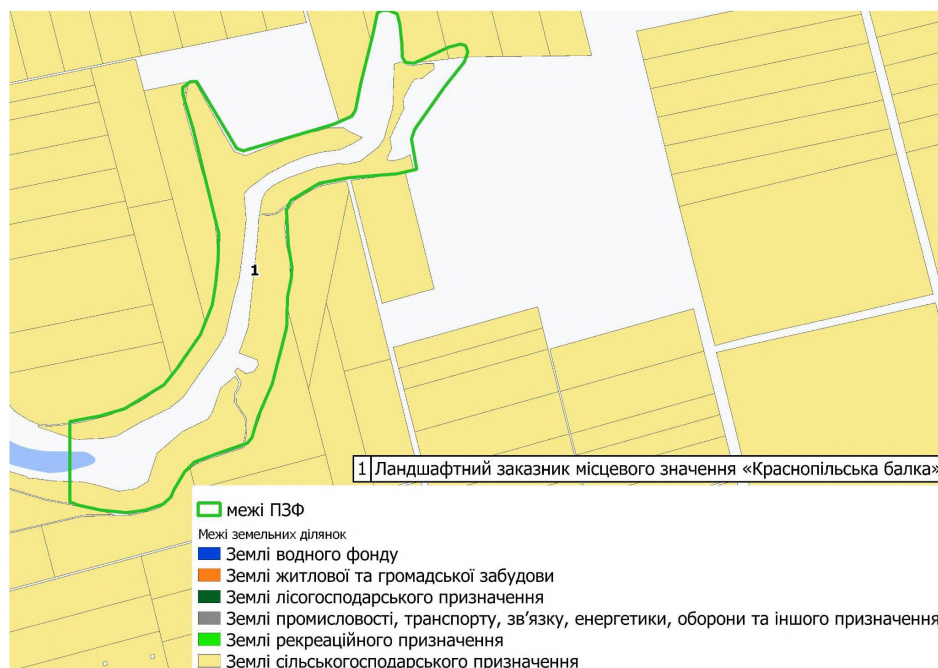 1
1 Ландшафтний заказник місцевого значення «Краснопільська балка»
межі ПЗФ
Межі земельних ділянок
Землі водного фонду
Землі житлової та громадської забудови
Землі лісогосподарського призначення
Землі промисловості, транспорту, зв'язку, енергетики, оборони та іншого призначення
Землі рекреаційного призначення
Землі сільськогосподарського призначення